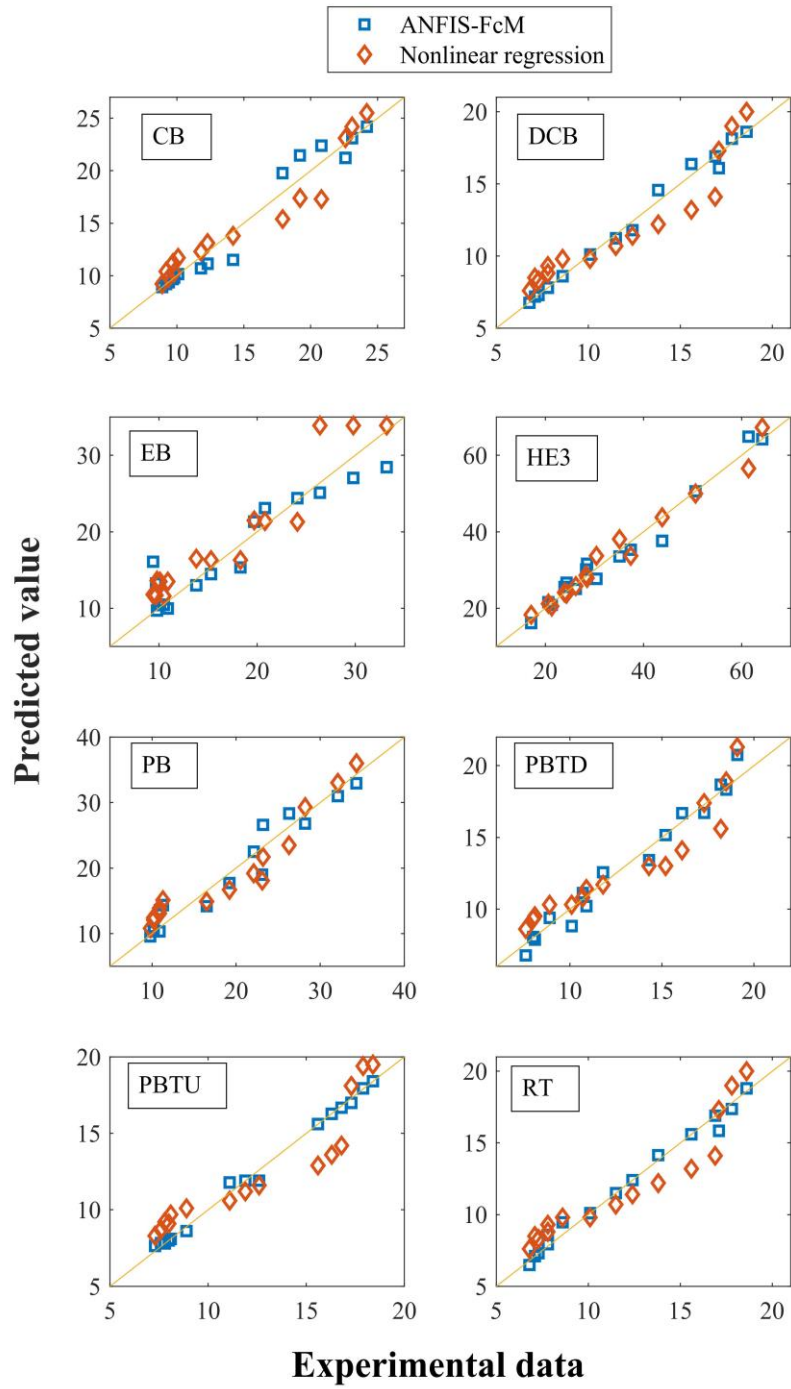 ANFIS-FcM
Nonlinear regression
CB
25
20
15
10
5
5 10 15 20 25
DCB
20
15
10
5
5 10 15 20
EB
30
20
10
10 20 30
HE3
60
40
20
20 40 60
PB
40
30
20
10
10 20 30 40
PBTD
20
15
10
10 15 20
PBTU
20
15
10
5
5 10 15 20
RT
20
15
10
5
5 10 15 20
Predicted value
Experimental data